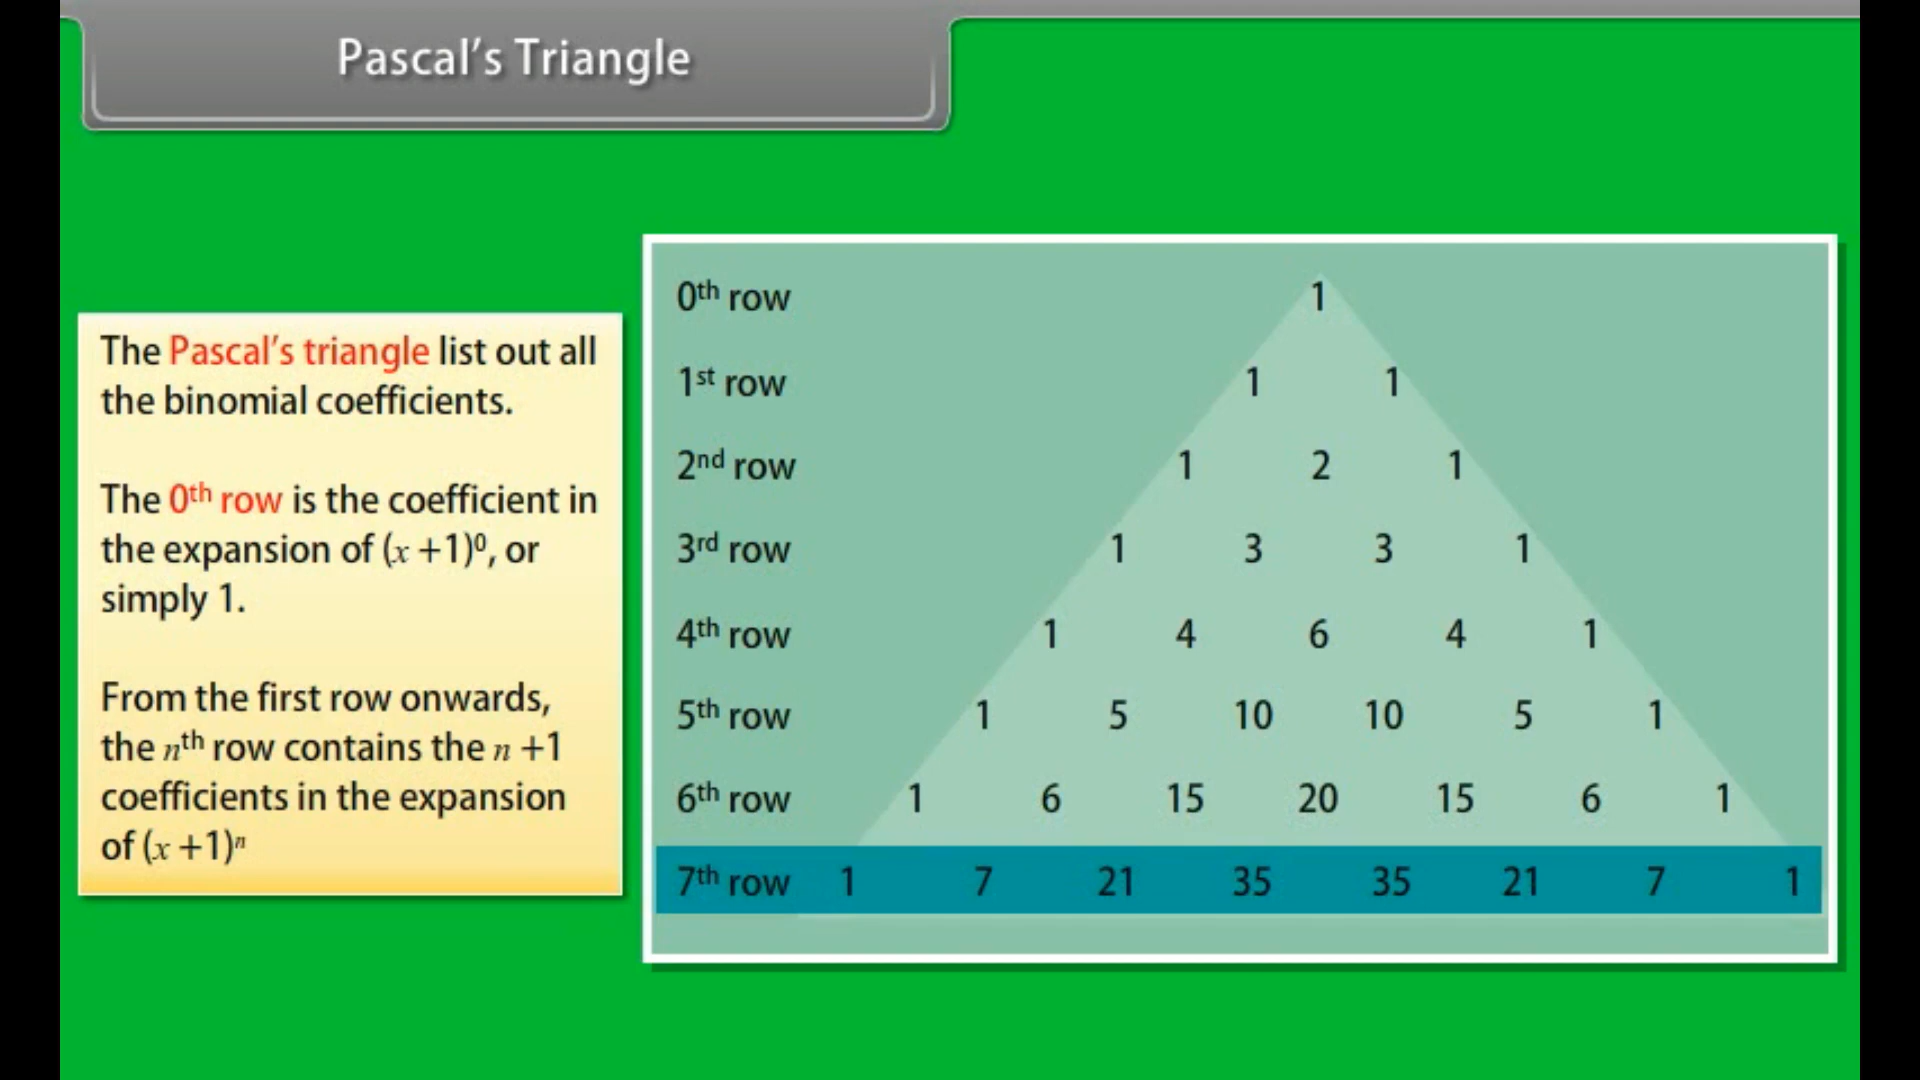 Pascal's Triangle
The Pascal's triangle list out all
the binomial coefficients.
The 0th row is the coefficient in
the expansion of (x +1)⁰, or
simply 1.
From the first row onwards,
the nth row contains the n +1
coefficients in the expansion
of (x +1)ⁿ
0th row 1
1st row 1 1
2nd row 1 2 1
3rd row 1 3 3 1
4th row 1 4 6 4 1
5th row 1 5 10 10 5 1
6th row 1 6 15 20 15 6 1
7th row 1 7 21 35 35 21 7 1